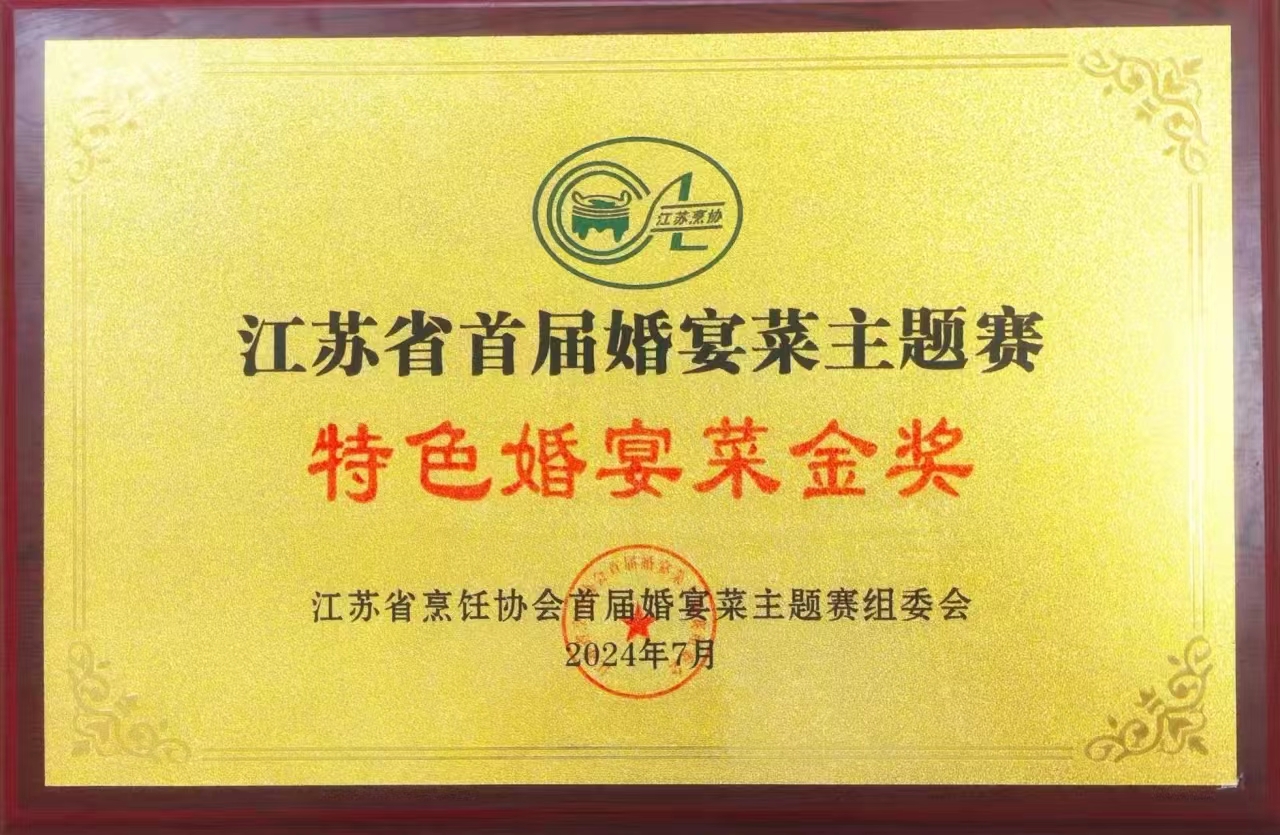 江苏烹协
江苏省首届婚宴菜主题赛
特色婚宴菜金奖
江苏省烹饪协会首届婚宴菜主题赛组委会
2024年7月